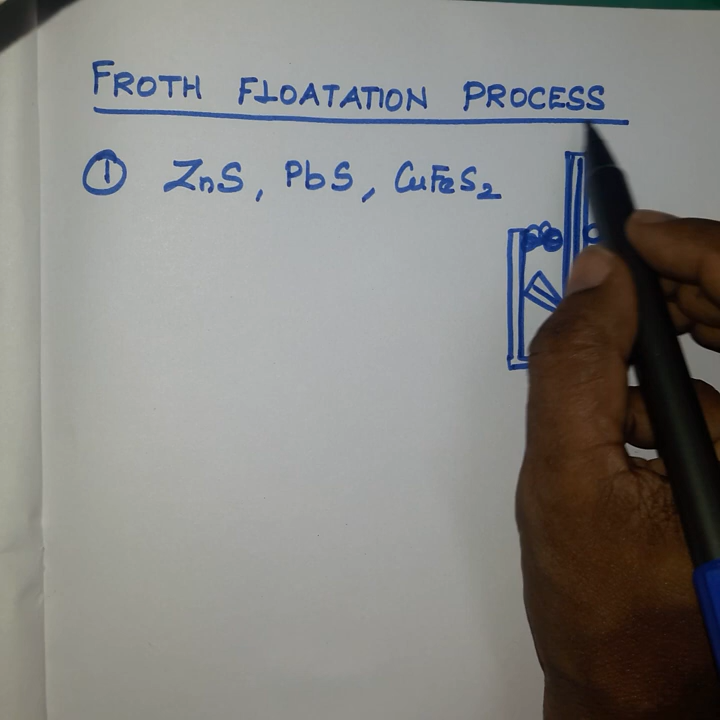 FROTH FLOATATION PROCESS
① ZnS, PbS, CuFeS₂